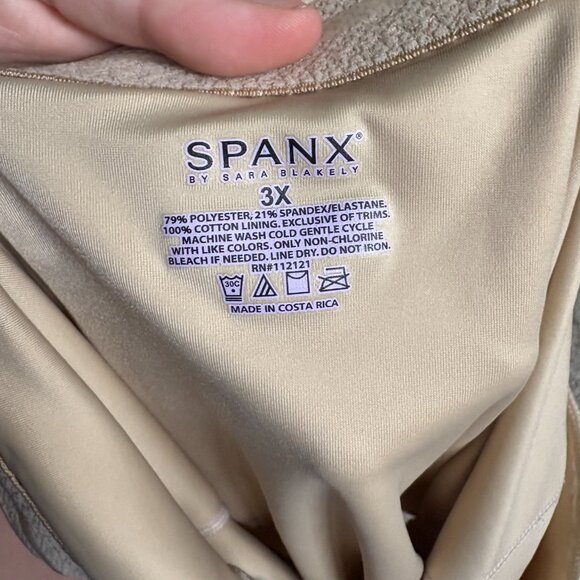 SPANX®
BY SARA BLAKELY
3X
79% POLYESTER; 21% SPANDEX/ELASTANE.
100% COTTON LINING. EXCLUSIVE OF TRIMS.
MACHINE WASH COLD GENTLE CYCLE
WITH LIKE COLORS. ONLY NON-CHLORINE
BLEACH IF NEEDED. LINE DRY. DO NOT IRON.
RN#112121
30C
MADE IN COSTA RICA